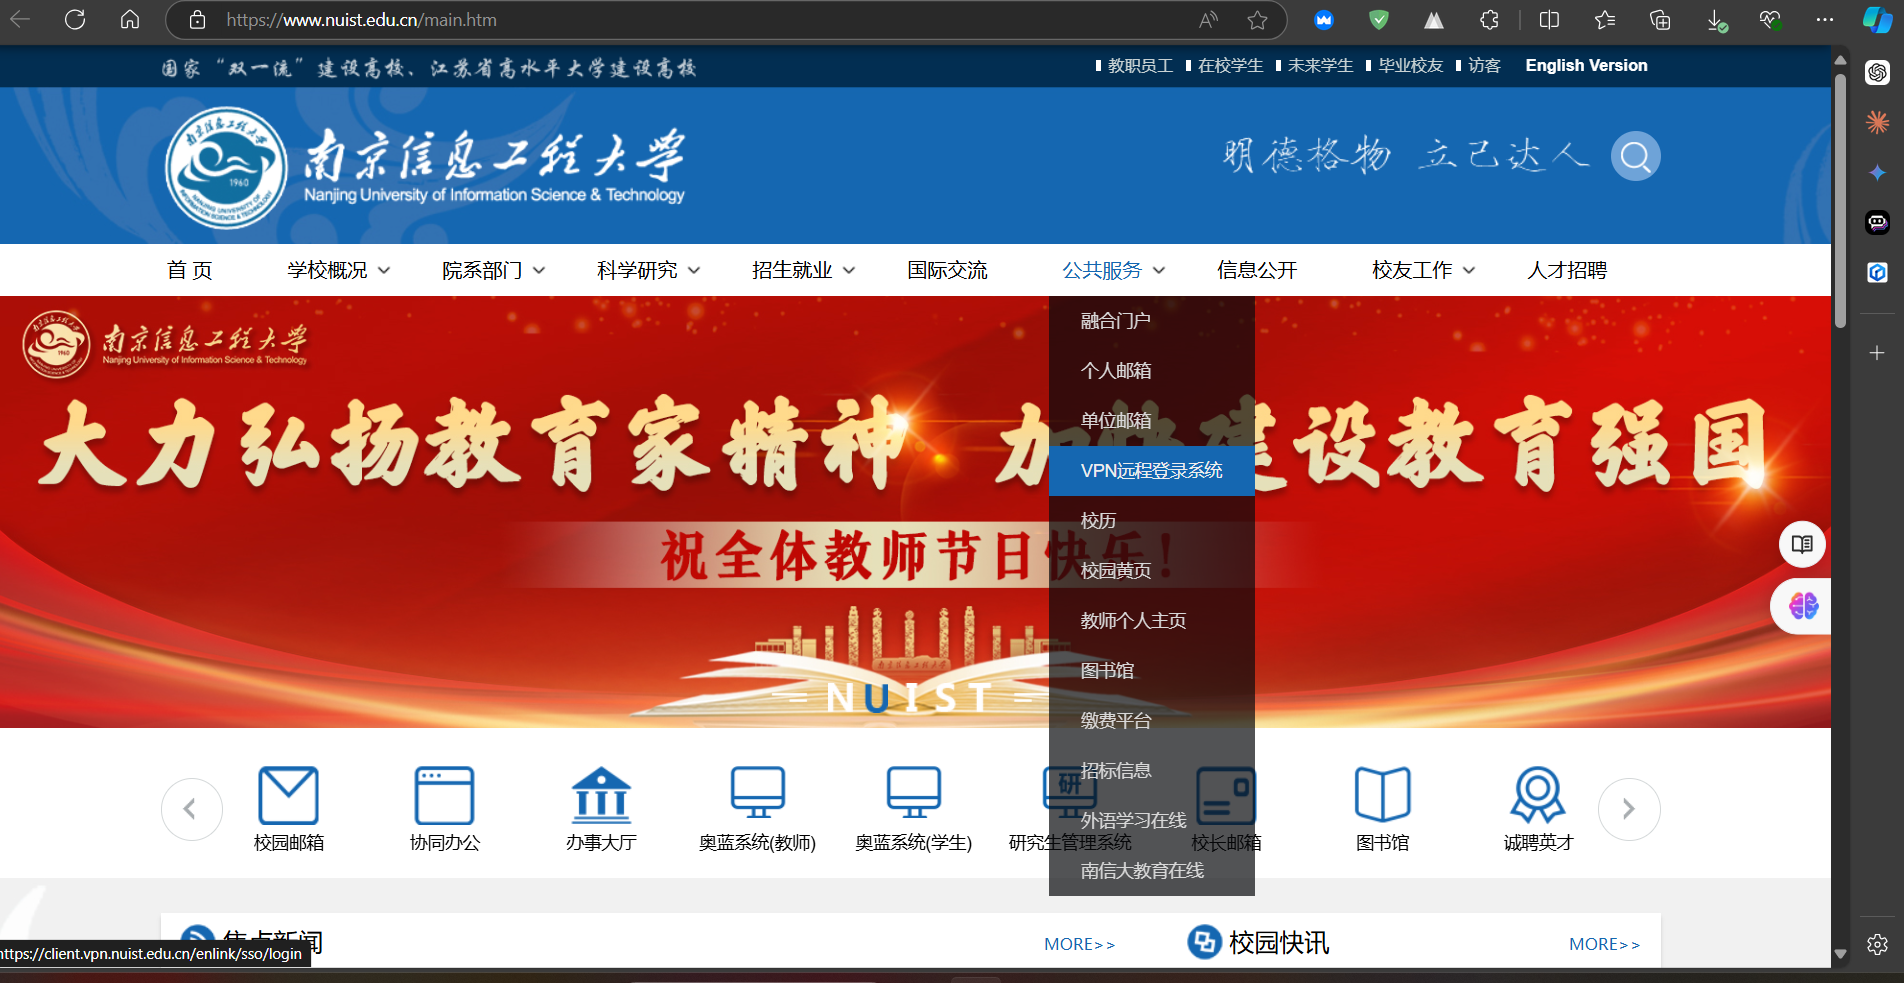 https://www.nuist.edu.cn/main.htm
国家“双一流”建设高校、江苏省高水平大学建设高校
教职员工 在校学生 未来学生 毕业校友 访客 English Version
南京信息工程大学
Nanjing University of Information Science & Technology
1960
明德格物 立己达人
首 页 学校概况 院系部门 科学研究 招生就业 国际交流 公共服务 信息公开 校友工作 人才招聘
南京信息工程大学
Nanjing University of Information Science & Technology
大力弘扬教育家精神 加快建设教育强国
祝全体教师节日快乐!
NUIST
融合门户
个人邮箱
单位邮箱
VPN远程登录系统
校历
校园黄页
教师个人主页
图书馆
缴费平台
招标信息
外语学习在线
南信大教育在线
研
校园邮箱 协同办公 办事大厅 奥蓝系统(教师) 奥蓝系统(学生) 研究生管理系统 校长邮箱 图书馆 诚聘英才
焦点新闻 MORE>> 校园快讯 MORE>>
https://client.vpn.nuist.edu.cn/enlink/sso/login